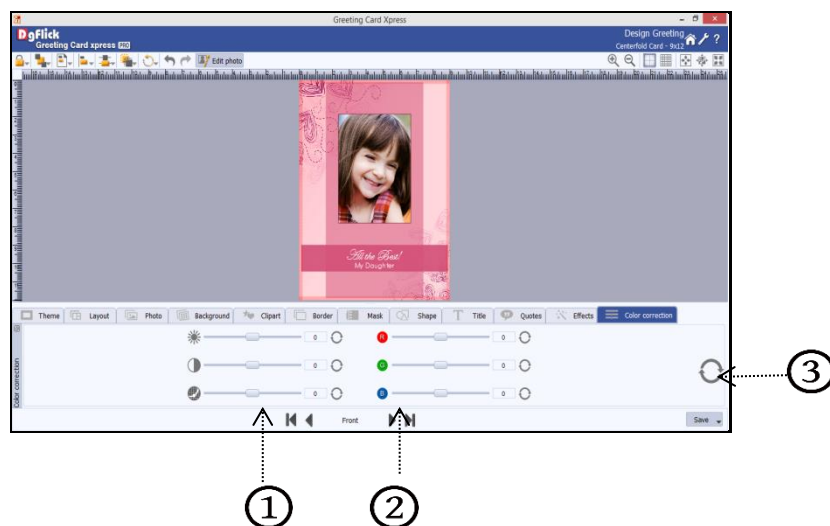 Greeting Card Xpress
DgFlick
Greeting Card xpress PRO
Design Greeting
Centerfold Card - 9x12
?
Edit photo
All the Best!
My Daughter
Theme Layout Photo Background Clipart Border Mask Shape Title Quotes Effects Color correction
Color correction
0 R 0
0 G 0
0 B 0
Front
Save
1 2 3